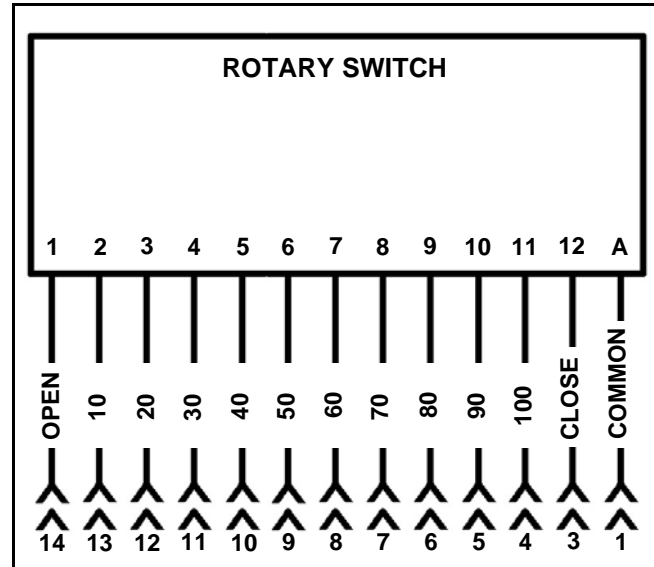 ROTARY SWITCH
1 2 3 4 5 6 7 8 9 10 11 12 A
OPEN 10 20 30 40 50 60 70 80 90 100 CLOSE COMMON
14 13 12 11 10 9 8 7 6 5 4 3 1